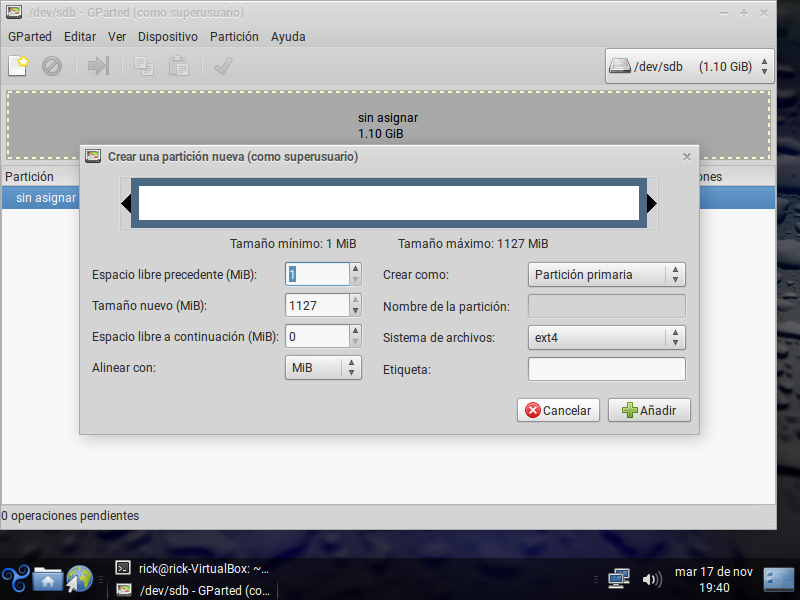 /dev/sdb - GParted (como superusuario)
GParted Editar Ver Dispositivo Partición Ayuda
/dev/sdb (1.10 GiB)
sin asignar
1.10 GiB
Crear una partición nueva (como superusuario)
Partición
ones
sin asignar
Tamaño mínimo: 1 MiB Tamaño máximo: 1127 MiB
Espacio libre precedente (MiB): 1 Crear como: Partición primaria
Tamaño nuevo (MiB): 1127 Nombre de la partición:
Espacio libre a continuación (MiB): 0 Sistema de archivos: ext4
Alinear con: MiB Etiqueta:
Cancelar Añadir
0 operaciones pendientes
rick@rick-VirtualBox: ~...
/dev/sdb - GParted (co...
mar 17 de nov
19:40